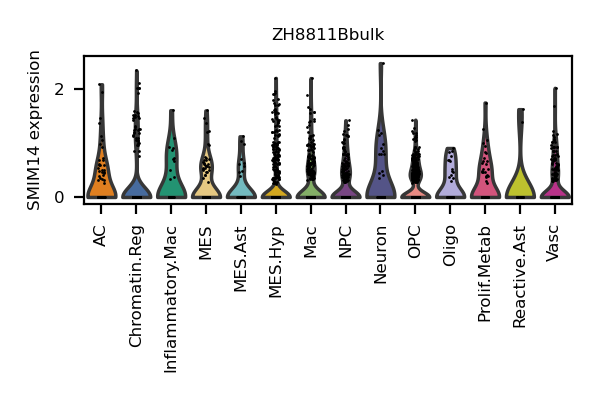 ZH8811Bbulk
SMIM14 expression
2
0
AC
Chromatin.Reg
Inflammatory.Mac
MES
MES.Ast
MES.Hyp
Mac
NPC
Neuron
OPC
Oligo
Prolif.Metab
Reactive.Ast
Vasc